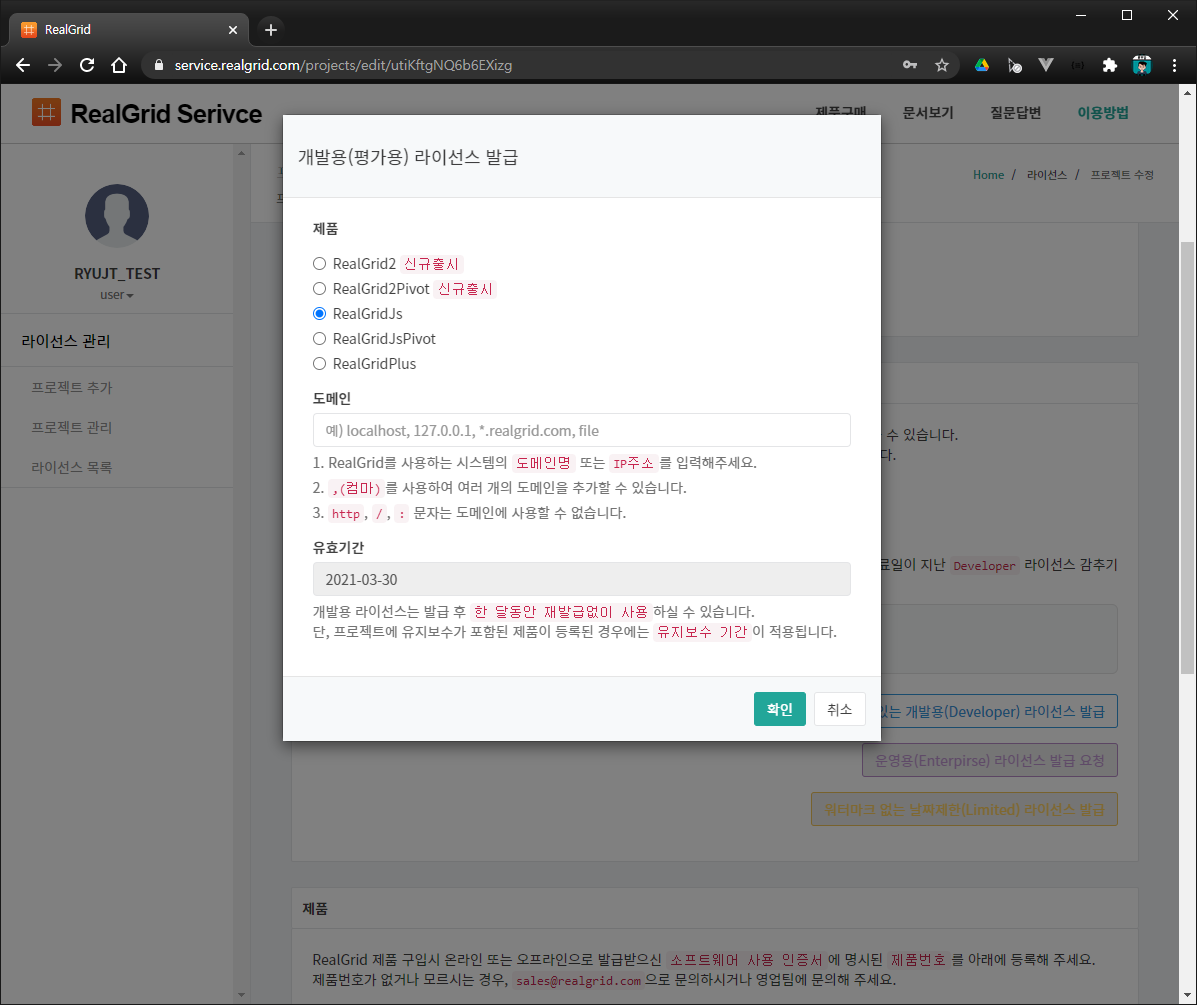 RealGrid
service.realgrid.com/projects/edit/utiKftgNQ6b6EXizg
RealGrid Serivce
제품구매 문서보기 질문답변 이용방법
Home / 라이선스 / 프로젝트 수정
RYUJT_TEST
user
라이선스 관리
프로젝트 추가
프로젝트 관리
라이선스 목록
개발용(평가용) 라이선스 발급
제품
RealGrid2 신규출시
RealGrid2Pivot 신규출시
RealGridJs
RealGridJsPivot
RealGridPlus
도메인
예) localhost, 127.0.0.1, *.realgrid.com, file
1. RealGrid를 사용하는 시스템의 도메인명 또는 IP주소 를 입력해주세요.
2. ,(컴마) 를 사용하여 여러 개의 도메인을 추가할 수 있습니다.
3. http , / , : 문자는 도메인에 사용할 수 없습니다.
유효기간
2021-03-30
개발용 라이선스는 발급 후 한 달동안 재발급없이 사용 하실 수 있습니다.
단, 프로젝트에 유지보수가 포함된 제품이 등록된 경우에는 유지보수 기간 이 적용됩니다.
확인 취소
수 있습니다.
다.
료일이 지난 Developer 라이선스 감추기
있는 개발용(Developer) 라이선스 발급
운영용(Enterpirse) 라이선스 발급 요청
워터마크 없는 날짜제한(Limited) 라이선스 발급
제품
RealGrid 제품 구입시 온라인 또는 오프라인으로 발급받으신 소프트웨어 사용 인증서 에 명시된 제품번호 를 아래에 등록해 주세요.
제품번호가 없거나 모르시는 경우, sales@realgrid.com 으로 문의하시거나 영업팀에 문의해 주세요.